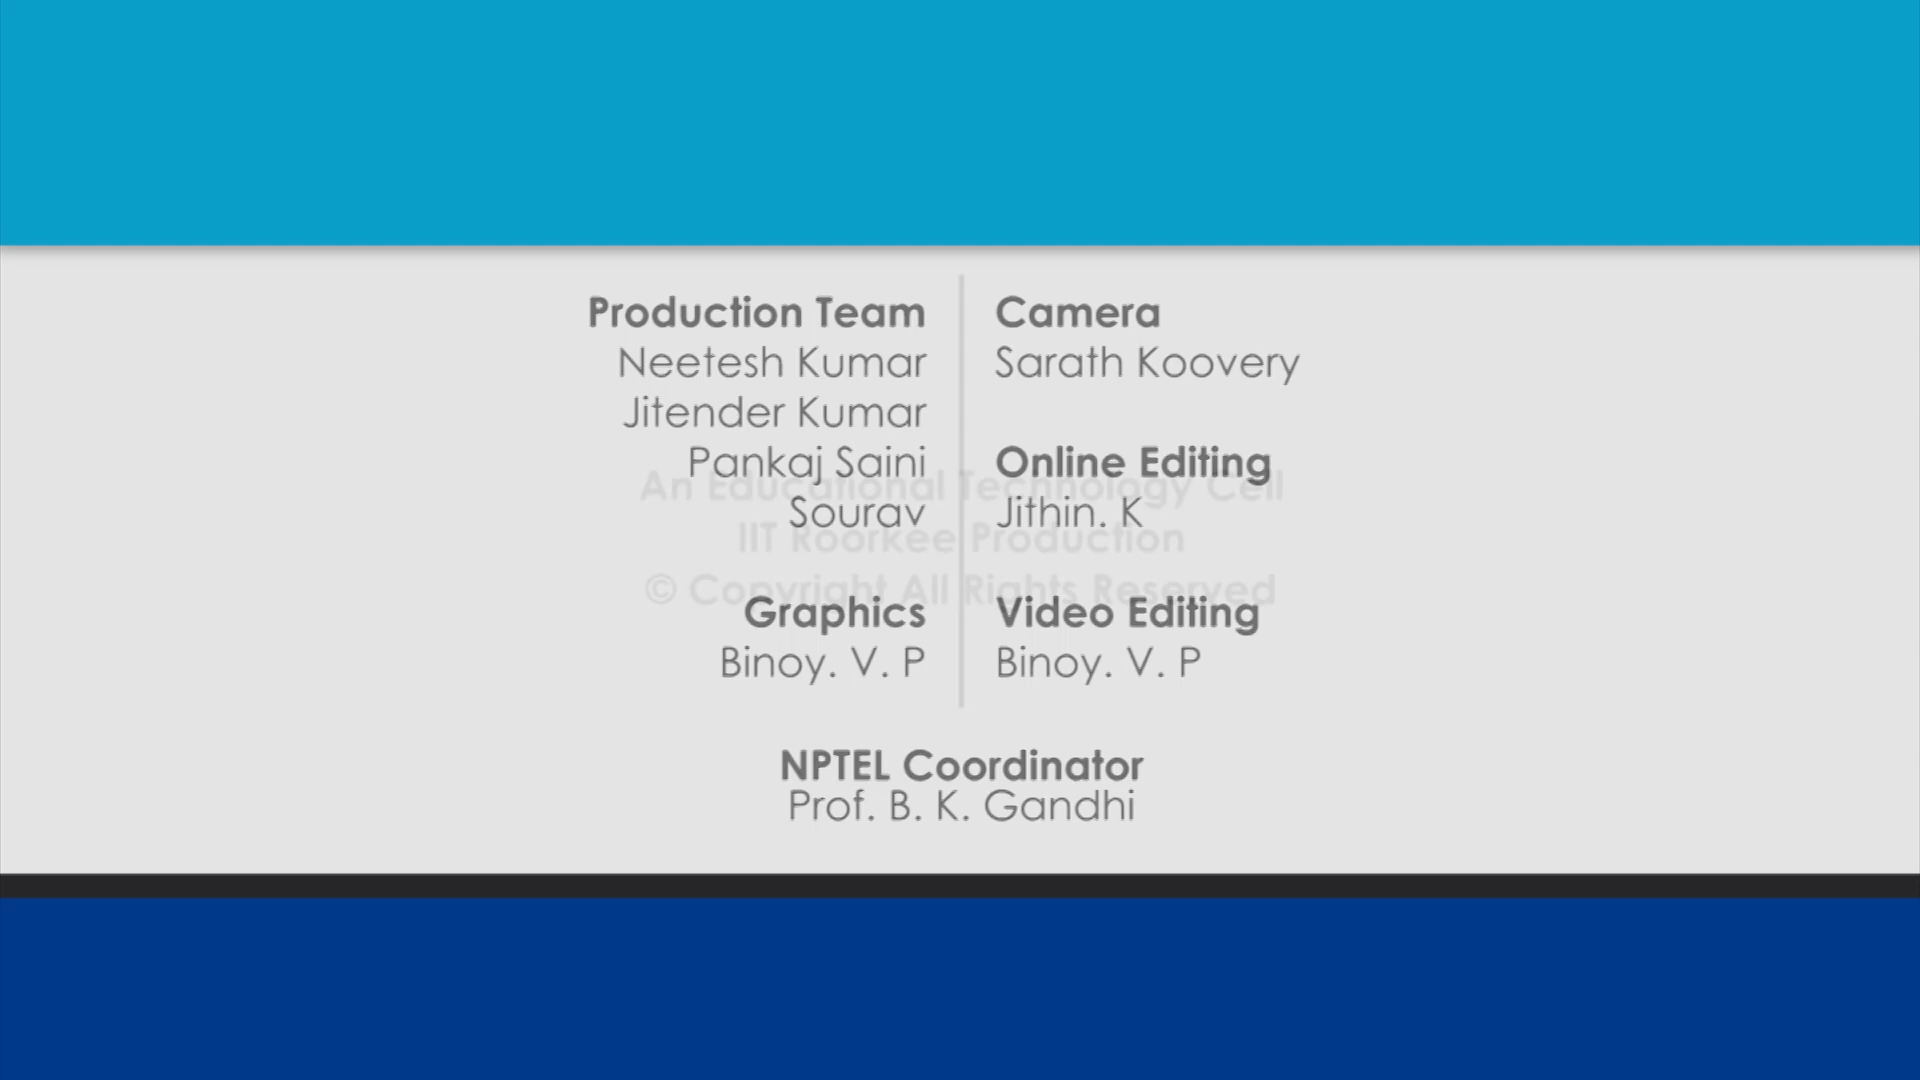 Production Team
Neetesh Kumar
Jitender Kumar
Pankaj Saini
Sourav
Graphics
Binoy. V. P
Camera
Sarath Koovery
Online Editing
Jithin. K
Video Editing
Binoy. V. P
NPTEL Coordinator
Prof. B. K. Gandhi
An Educational Technology Cell
IIT Roorkee Production
© Copyright All Rights Reserved